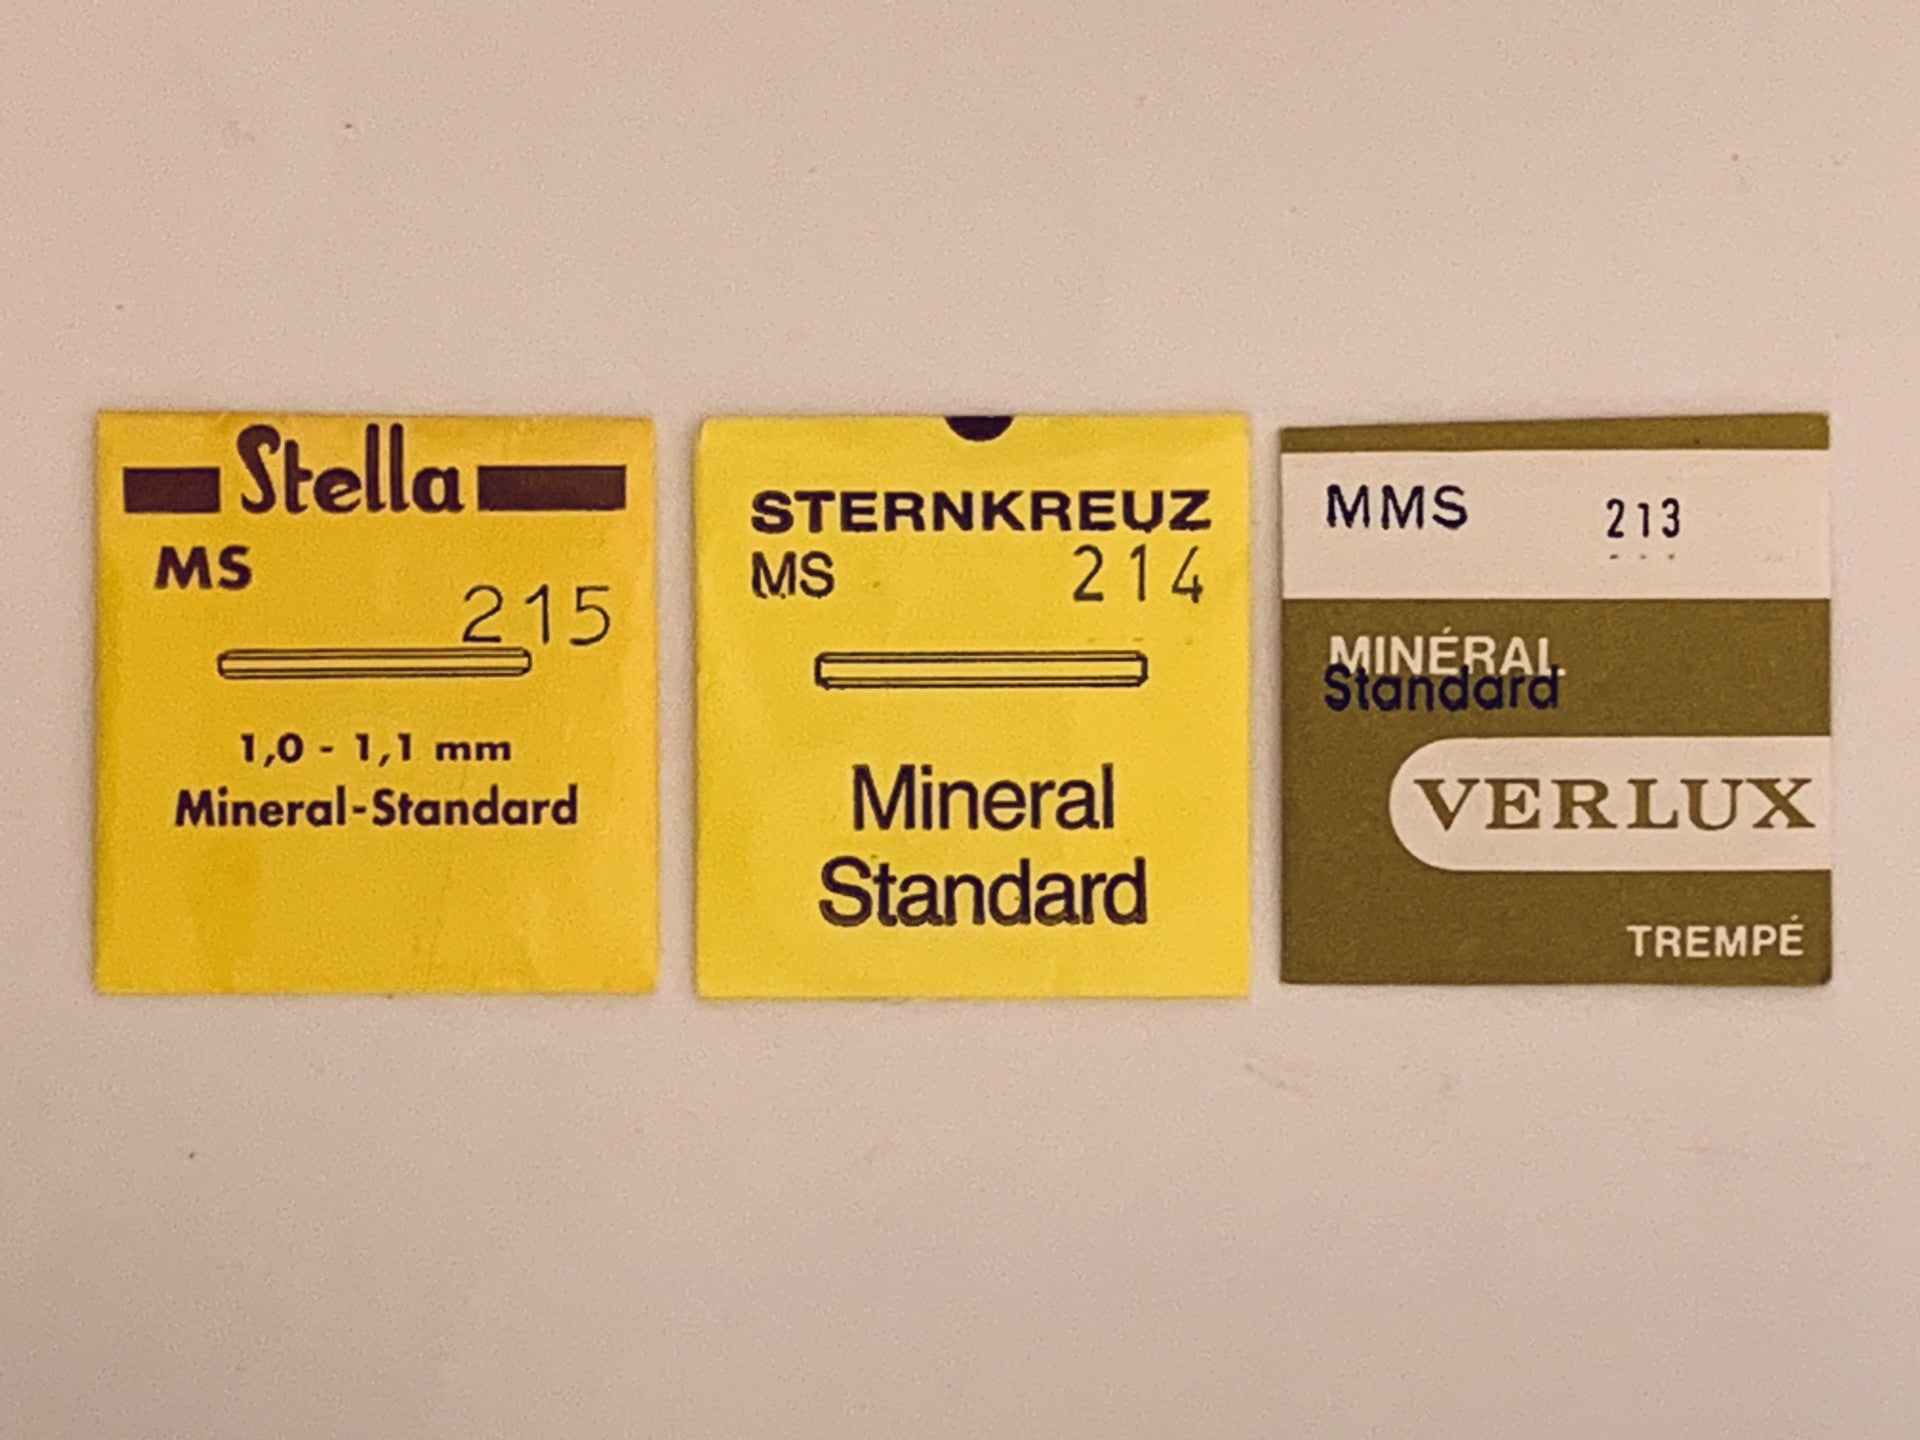 Stella
MS
215
1,0 - 1,1 mm
Mineral-Standard
STERNKREUZ
MS 214
Mineral
Standard
MMS 213
MINÉRAL
Standard
VERLUX
TREMPÉ